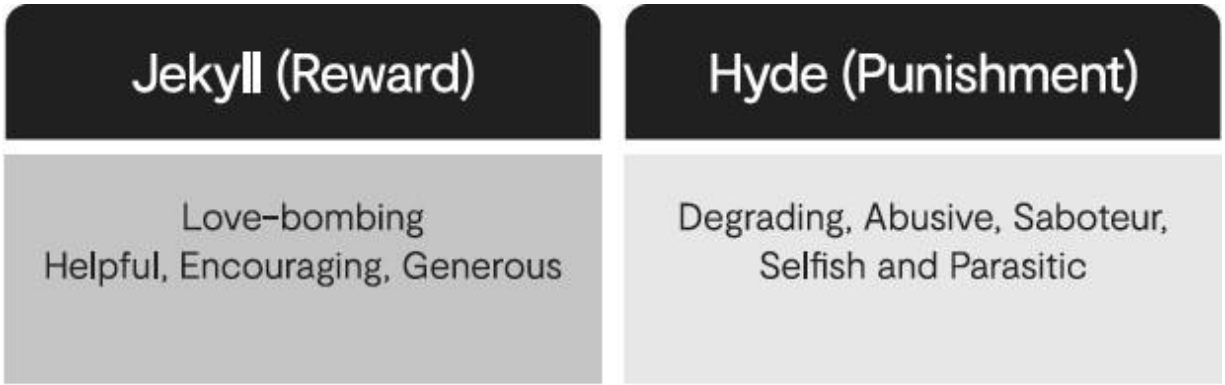 Jekyll (Reward)
Love-bombing
Helpful, Encouraging, Generous
Hyde (Punishment)
Degrading, Abusive, Saboteur,
Selfish and Parasitic